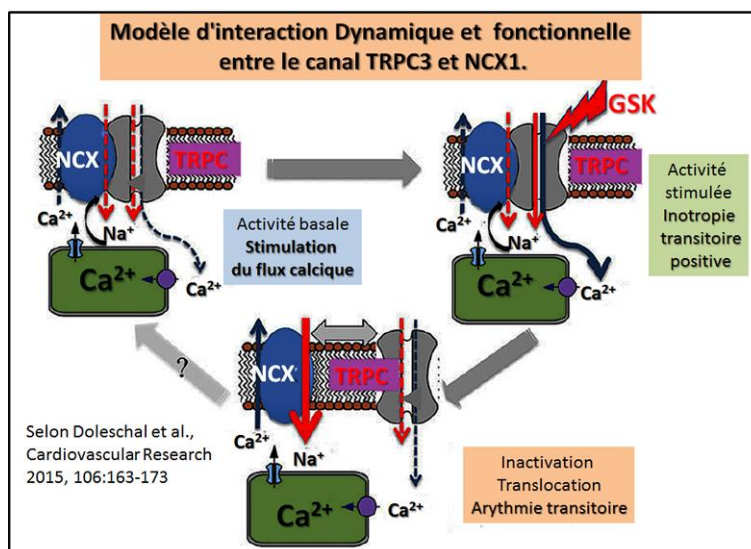 Modèle d'interaction Dynamique et fonctionnelle
entre le canal TRPC3 et NCX1.
NCX
TRPC
Ca²⁺
Na⁺
Ca²⁺
Ca²⁺
Activité basale
Stimulation
du flux calcique
GSK
NCX
TRPC
Ca²⁺
Na⁺
Ca²⁺
Ca²⁺
Activité
stimulée
Inotropie
transitoire
positive
?
NCX
TRPC
Ca²⁺
Na⁺
Ca²⁺
Ca²⁺
Selon Doleschal et al.,
Cardiovascular Research
2015, 106:163-173
Inactivation
Translocation
Arythmie transitoire